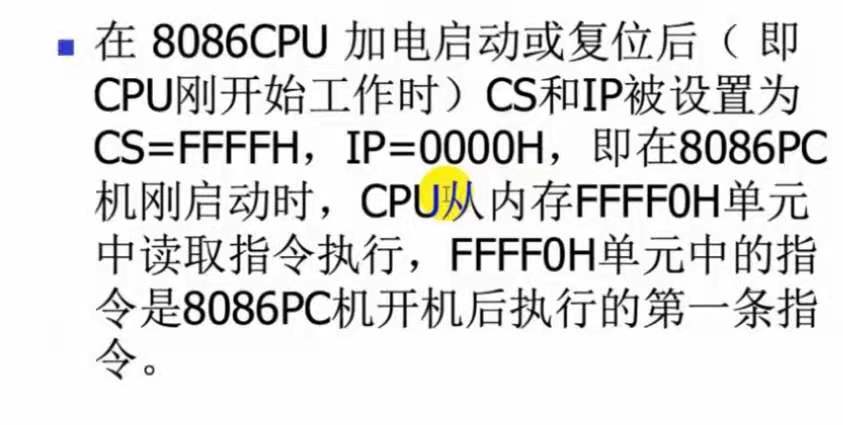 在 8086CPU 加电启动或复位后（ 即
CPU刚开始工作时）CS和IP被设置为
CS=FFFFH，IP=0000H，即在8086PC
机刚启动时，CPU从内存FFFF0H单元
中读取指令执行，FFFF0H单元中的指
令是8086PC机开机后执行的第一条指
令。